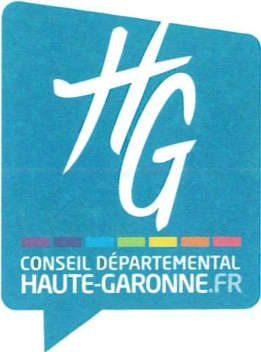 HG
CONSEIL DÉPARTEMENTAL
HAUTE-GARONNE.FR